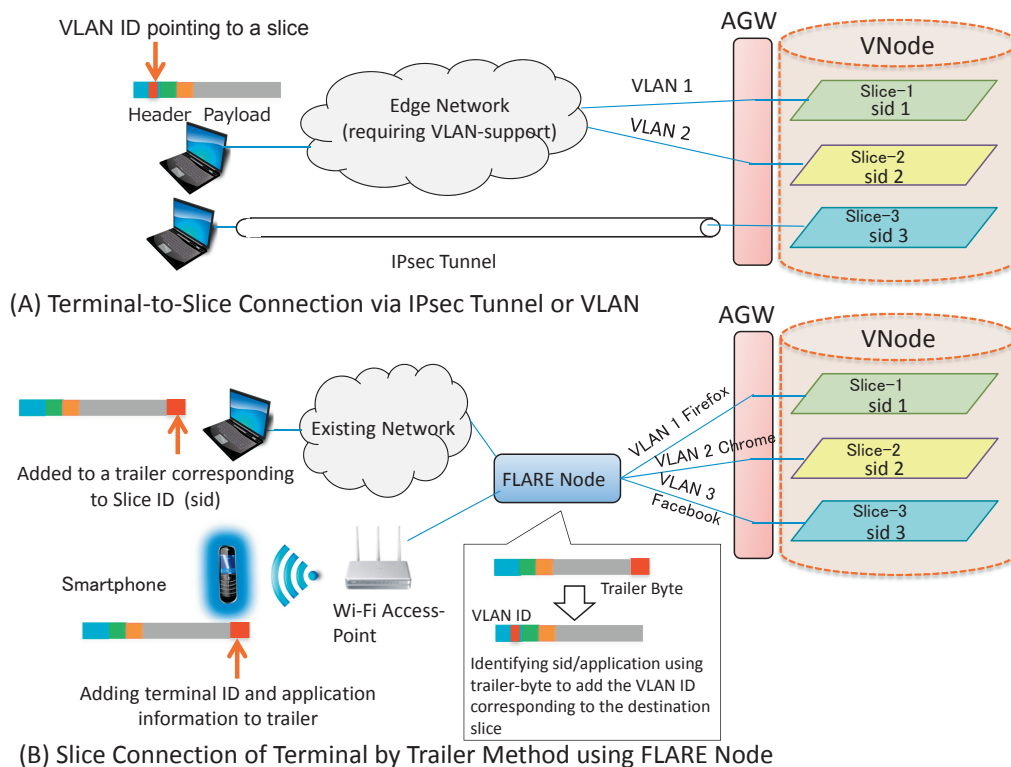 VLAN ID pointing to a slice
Header Payload
Edge Network
(requiring VLAN-support)
VLAN 1
VLAN 2
AGW
VNode
Slice-1
sid 1
Slice-2
sid 2
Slice-3
sid 3
IPsec Tunnel
(A) Terminal-to-Slice Connection via IPsec Tunnel or VLAN
AGW
VNode
Slice-1
sid 1
Slice-2
sid 2
Slice-3
sid 3
Existing Network
Added to a trailer corresponding
to Slice ID (sid)
FLARE Node
VLAN 1 Firefox
VLAN 2 Chrome
VLAN 3
Facebook
Smartphone
Wi-Fi Access-
Point
Adding terminal ID and application
information to trailer
Trailer Byte
VLAN ID
Identifying sid/application using
trailer-byte to add the VLAN ID
corresponding to the destination
slice
(B) Slice Connection of Terminal by Trailer Method using FLARE Node